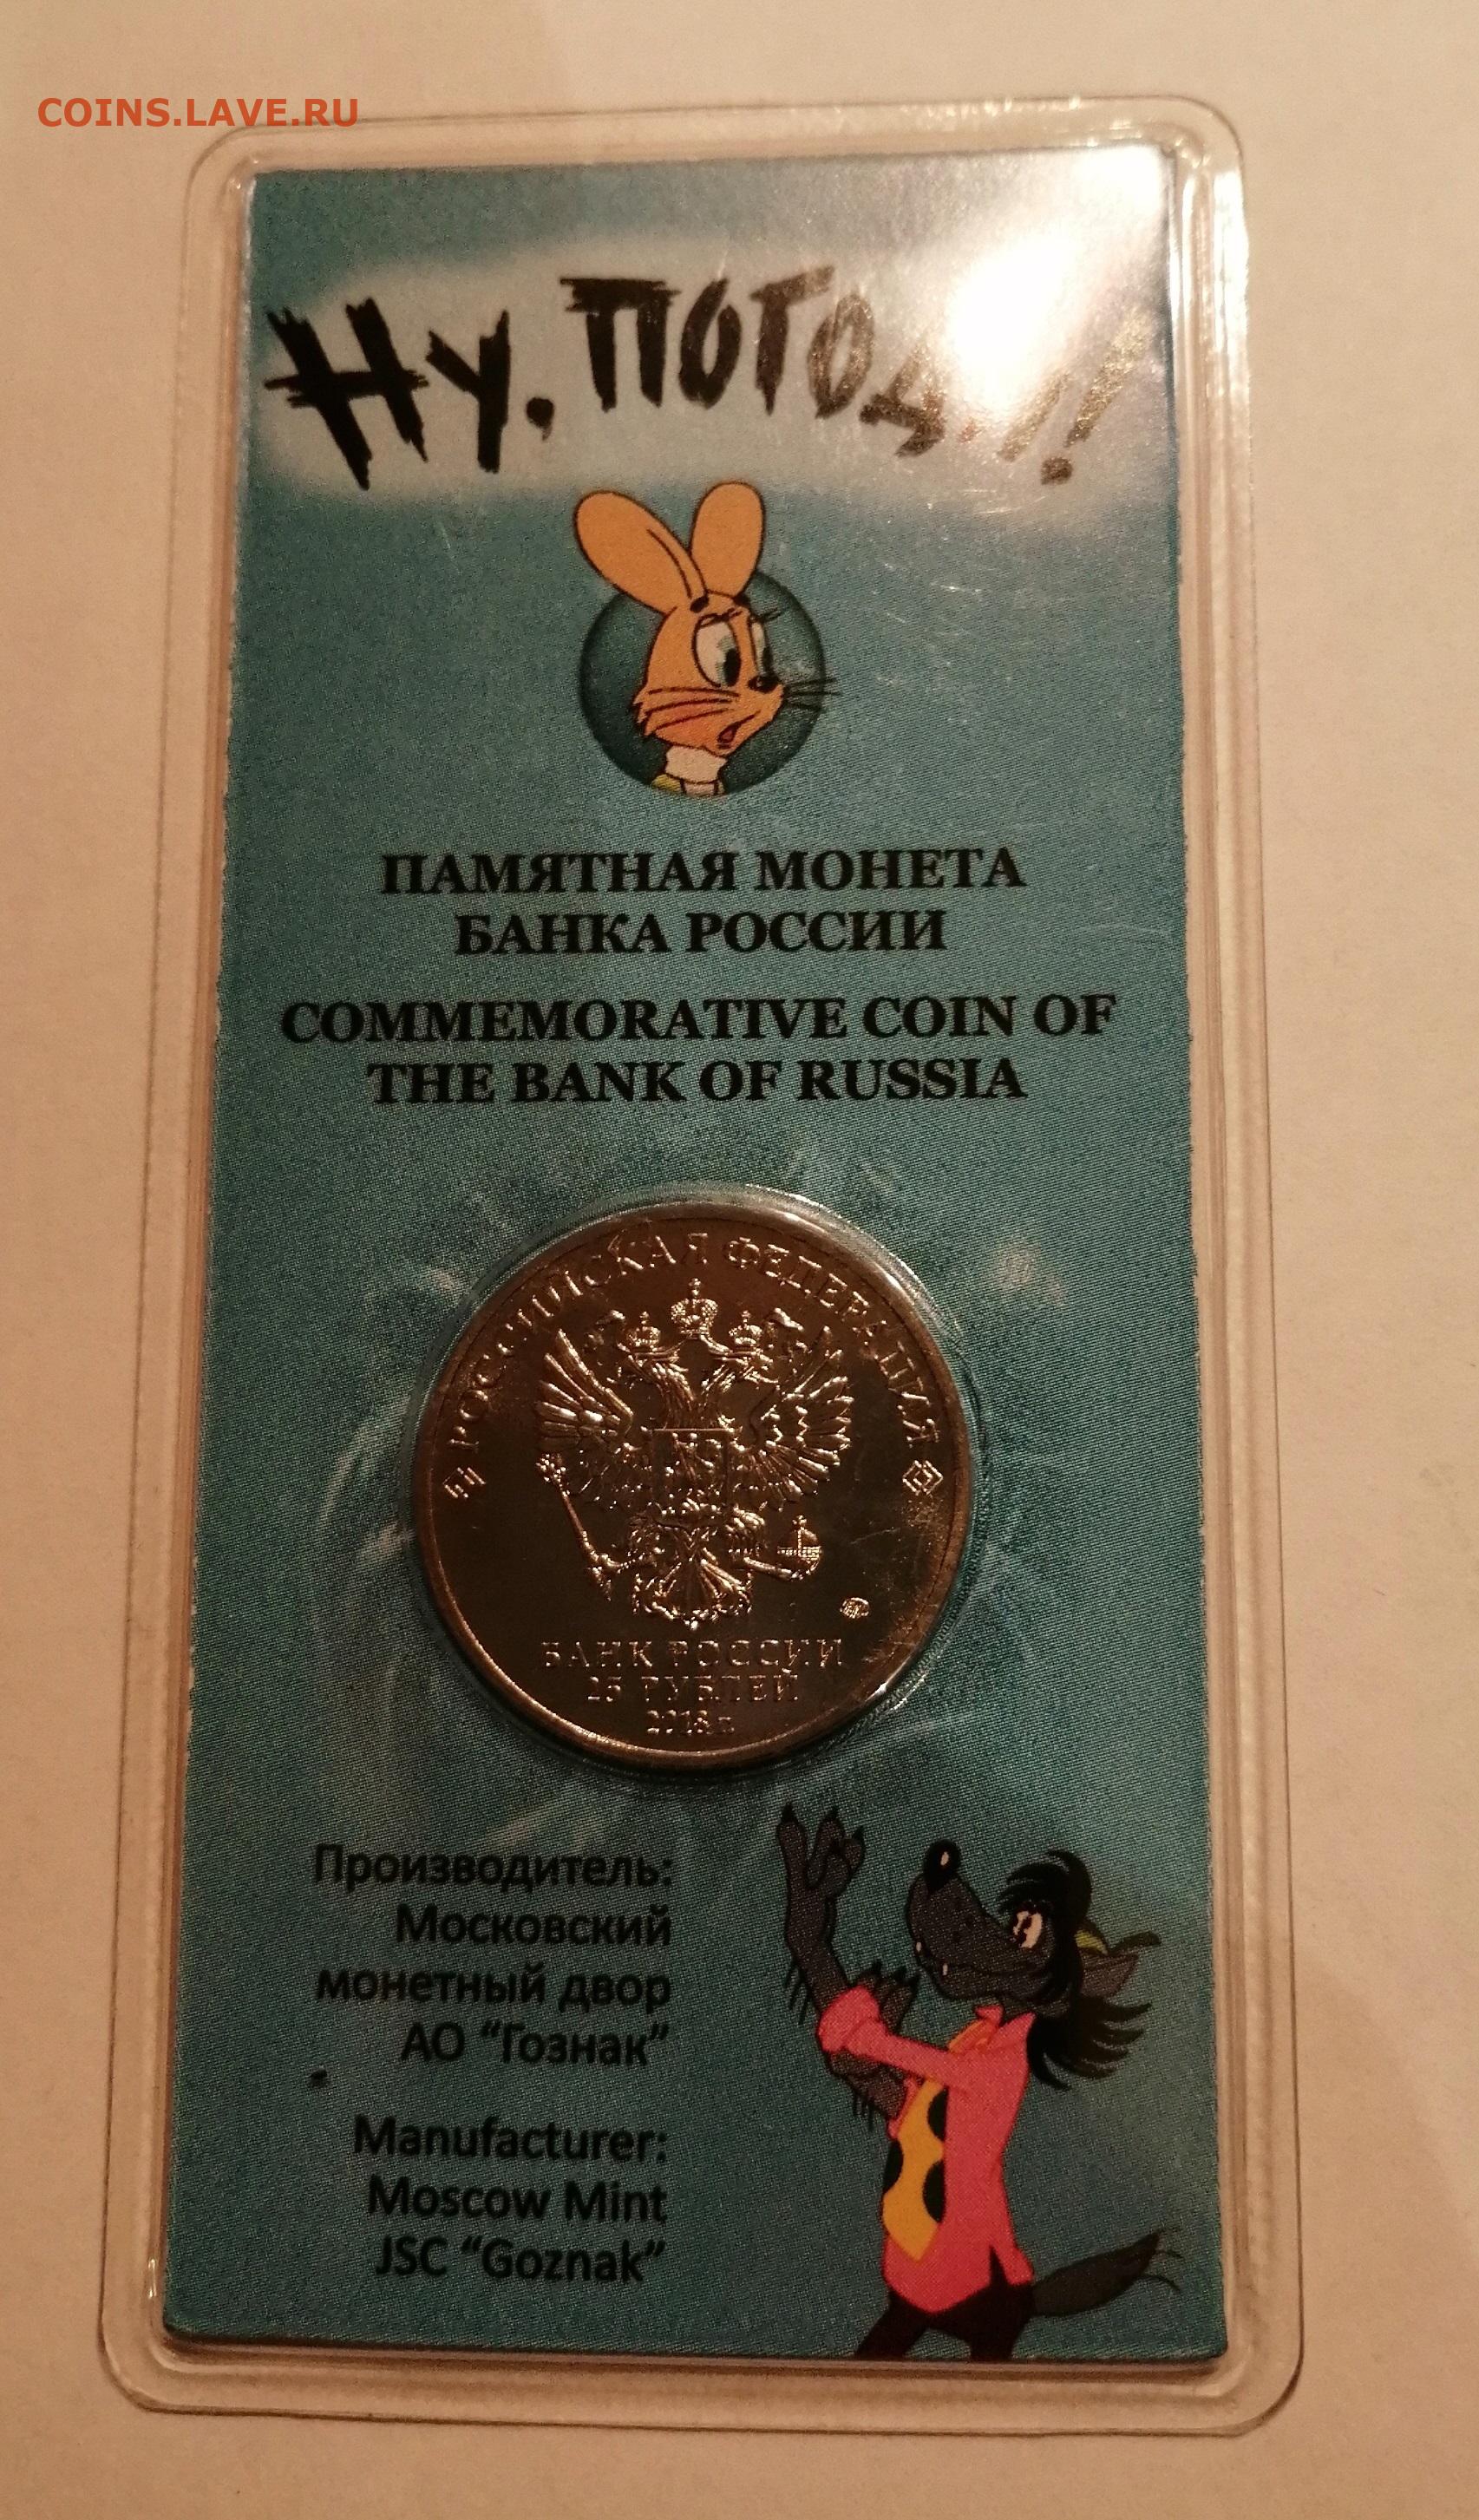 COINS.LAVE.RU
Ну,
ПАМЯТНАЯ МОНЕТА
БАНКА РОССИИ
COMMEMORATIVE COIN OF
THE BANK OF RUSSIA
РОССИЙСКАЯ ФЕДЕРАЦИЯ
БАНК РОССИИ
25 РУБЛЕЙ
2018 г.
Производитель:
Московский
монетный двор
АО “Гознак”
Manufacturer:
Moscow Mint
JSC “Goznak”